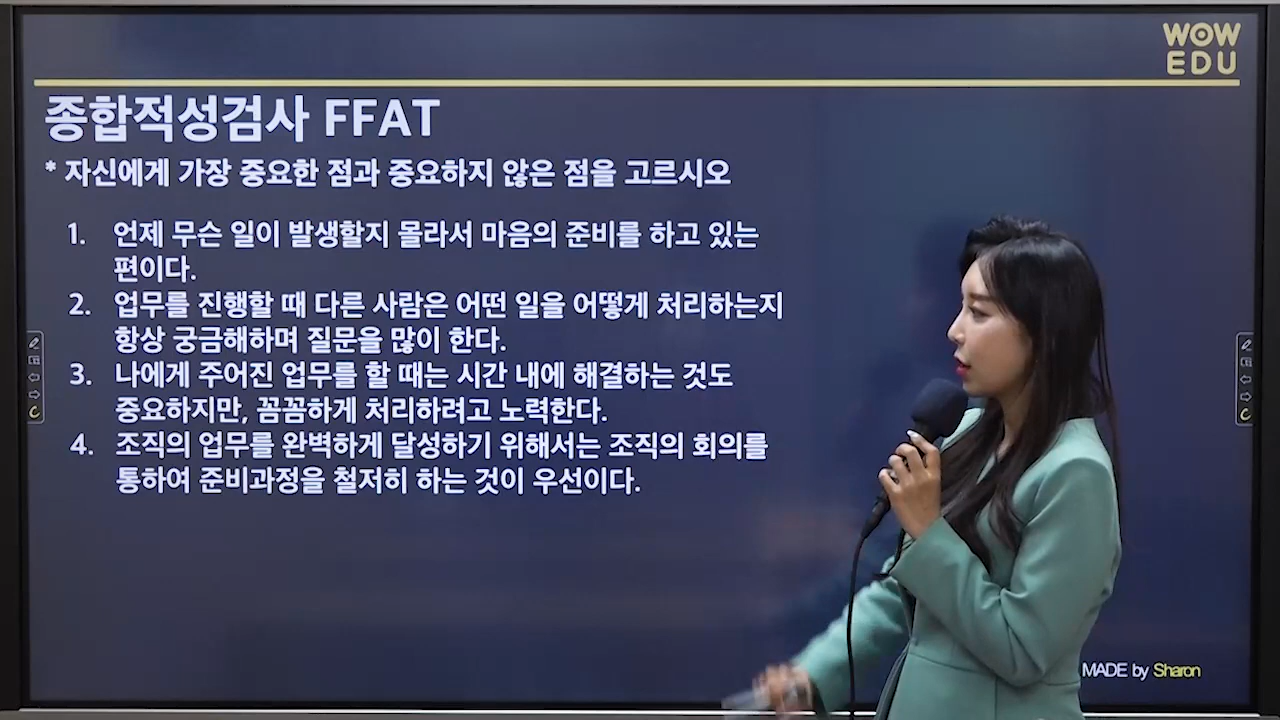 WOW
EDU
종합적성검사 FFAT
* 자신에게 가장 중요한 점과 중요하지 않은 점을 고르시오
1. 언제 무슨 일이 발생할지 몰라서 마음의 준비를 하고 있는
편이다.
2. 업무를 진행할 때 다른 사람은 어떤 일을 어떻게 처리하는지
항상 궁금해하며 질문을 많이 한다.
3. 나에게 주어진 업무를 할 때는 시간 내에 해결하는 것도
중요하지만, 꼼꼼하게 처리하려고 노력한다.
4. 조직의 업무를 완벽하게 달성하기 위해서는 조직의 회의를
통하여 준비과정을 철저히 하는 것이 우선이다.
MADE by Sharon